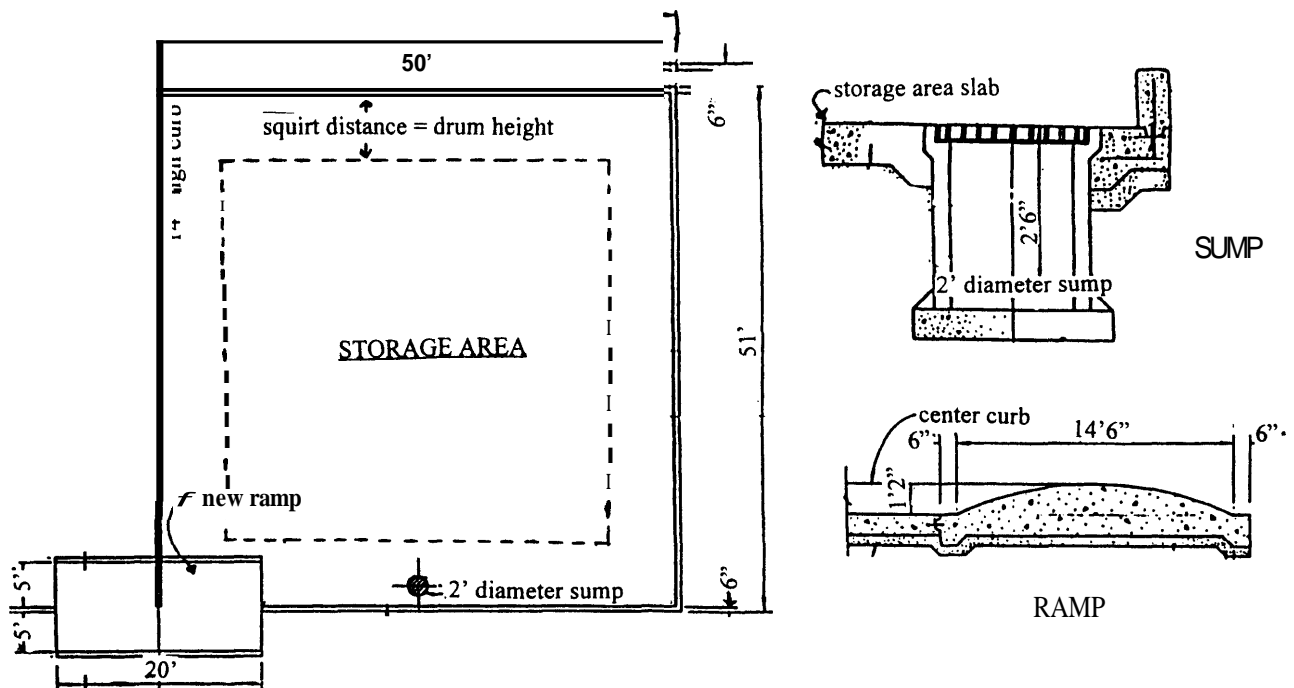 50'
squirt distance = drum height
6"
STORAGE AREA
51'
new ramp
5"
5'
20'
2' diameter sump
6"
storage area slab
2'6"
SUMP
2' diameter sump
center curb
6"
14'6"
6"
1'2"
RAMP